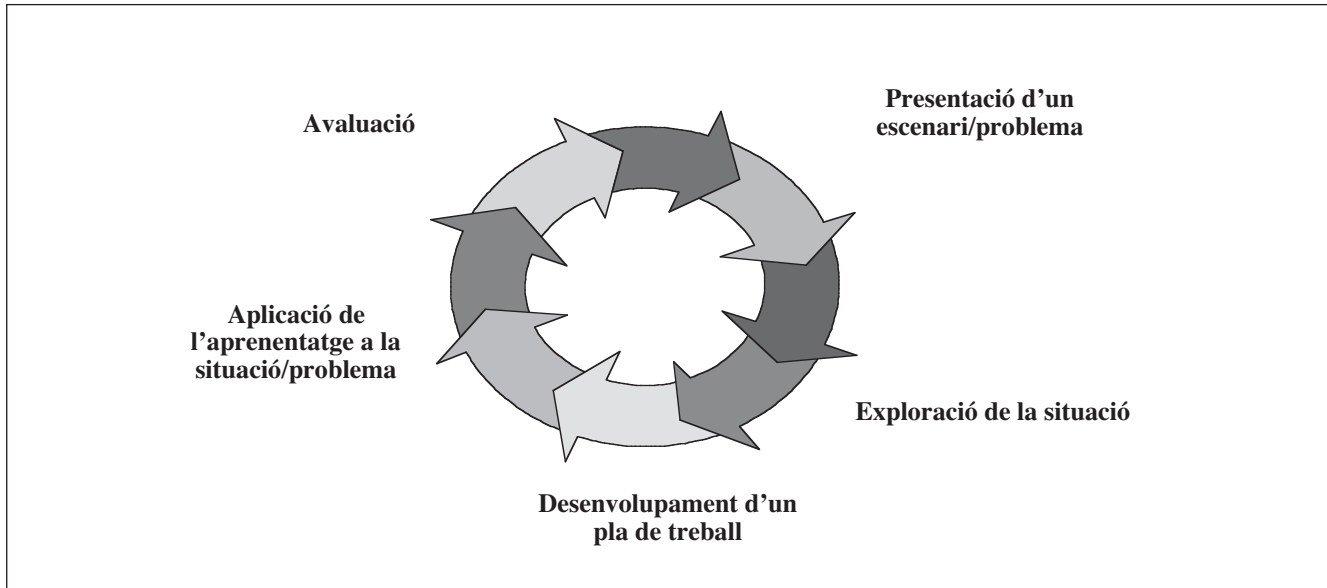 Avaluació
Presentació d’un
escenari/problema
Aplicació de
l’aprenentatge a la
situació/problema
Exploració de la situació
Desenvolupament d’un
pla de treball